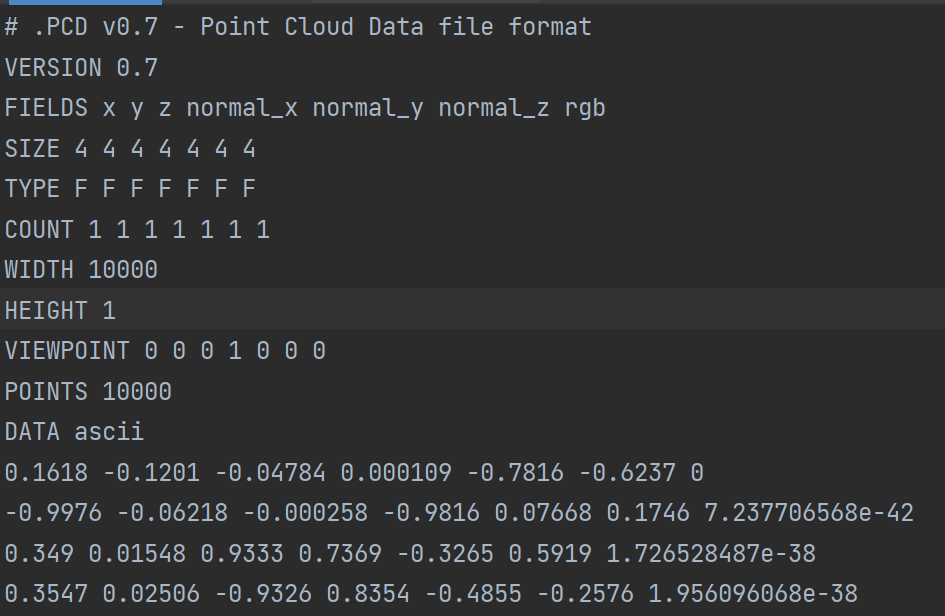 # .PCD v0.7 - Point Cloud Data file format
VERSION 0.7
FIELDS x y z normal_x normal_y normal_z rgb
SIZE 4 4 4 4 4 4 4
TYPE F F F F F F F
COUNT 1 1 1 1 1 1 1
WIDTH 10000
HEIGHT 1
VIEWPOINT 0 0 0 1 0 0 0
POINTS 10000
DATA ascii
0.1618 -0.1201 -0.04784 0.000109 -0.7816 -0.6237 0
-0.9976 -0.06218 -0.000258 -0.9816 0.07668 0.1746 7.237706568e-42
0.349 0.01548 0.9333 0.7369 -0.3265 0.5919 1.726528487e-38
0.3547 0.02506 -0.9326 0.8354 -0.4855 -0.2576 1.956096068e-38